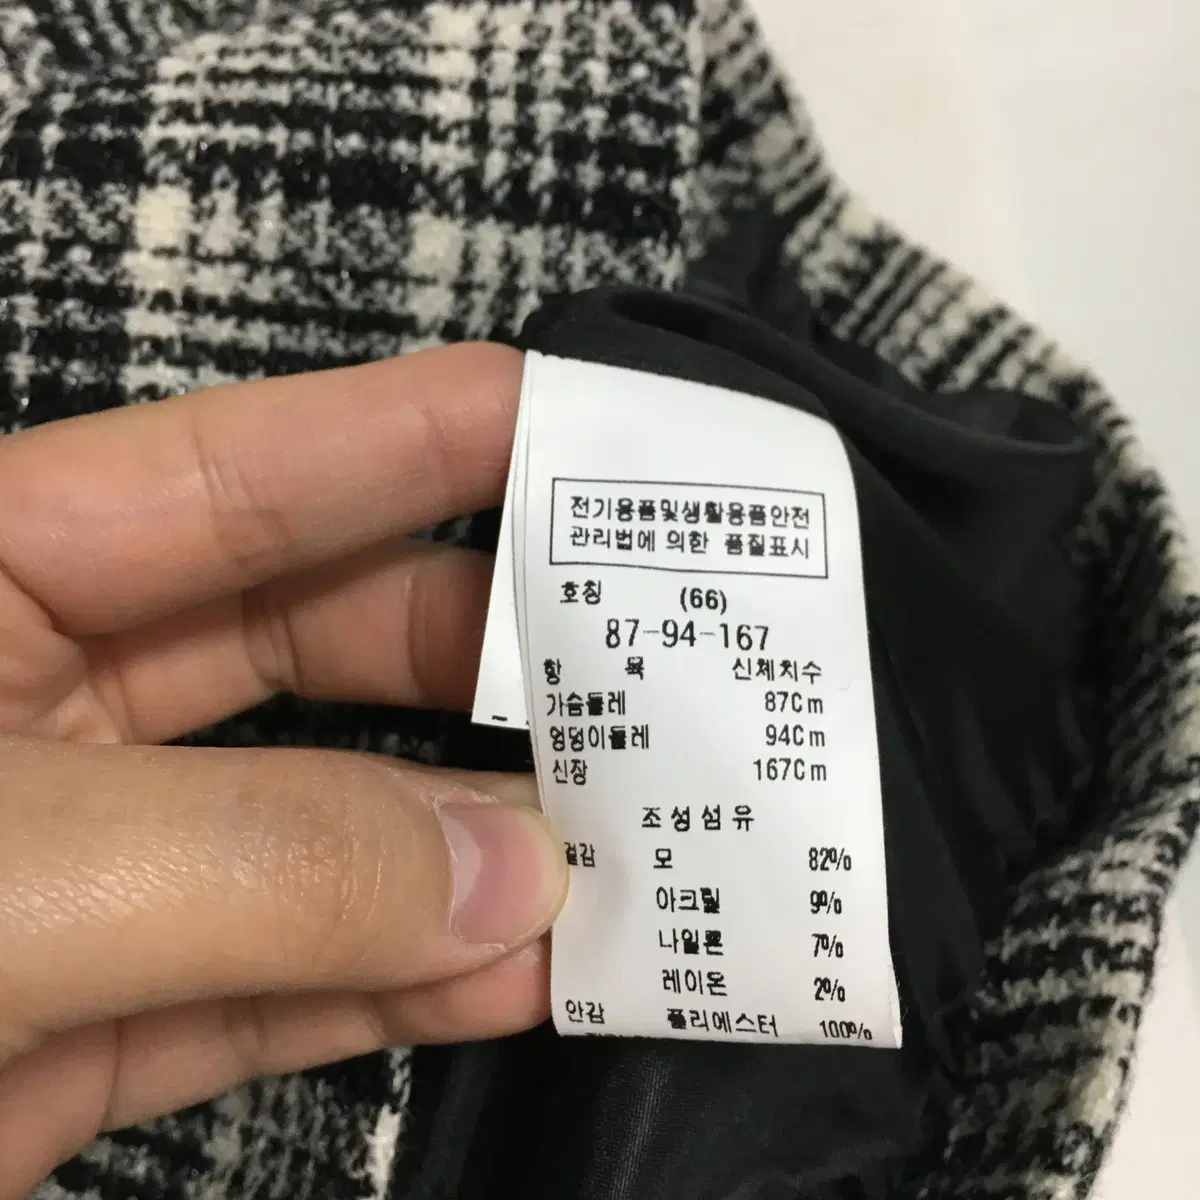 전기용품및생활용품안전
관리법에 의한 품질표시
호칭 (66)
87-94-167
항 목 신체치수
가슴둘레 87Cm
엉덩이둘레 94Cm
신장 167Cm
조성섬유
겉감 모 82%
아크릴 9%
나일론 7%
레이온 2%
안감 폴리에스터 100%